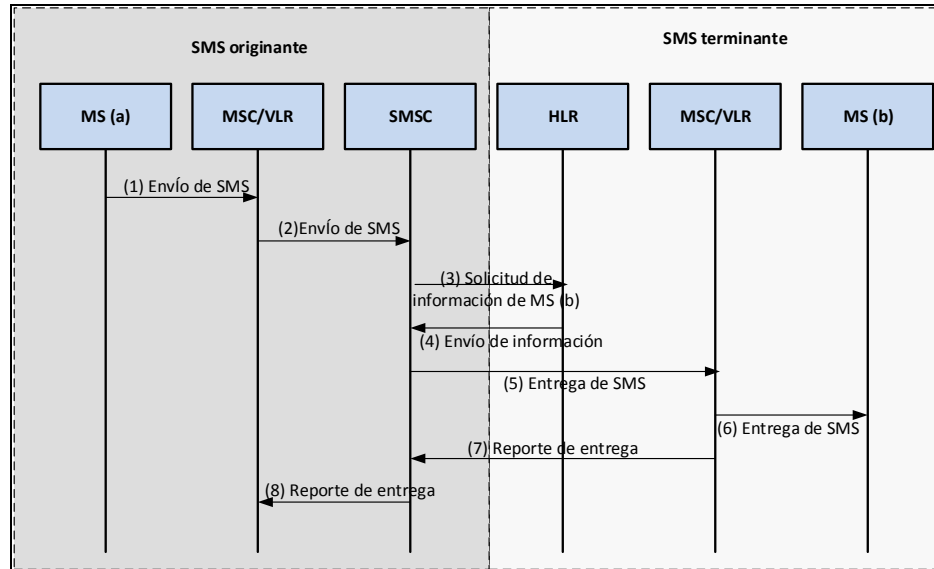 SMS originante
SMS terminante
MS (a)
MSC/VLR
SMSC
HLR
MSC/VLR
MS (b)
(1) EnvÍo de SMS
(2)EnvÍo de SMS
(3) Solicitud de
información de MS (b)
(4) Envío de información
(5) Entrega de SMS
(6) Entrega de SMS
(7) Reporte de entrega
(8) Reporte de entrega